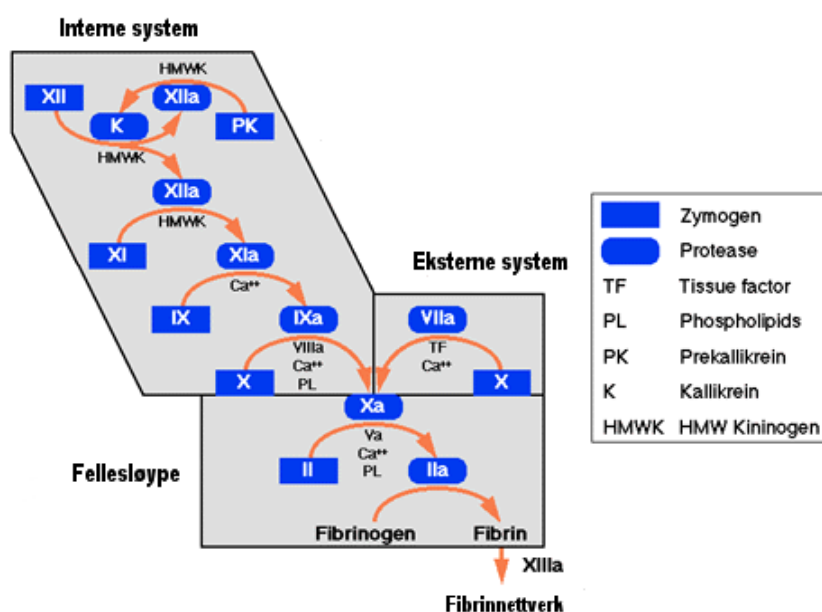 Interne system
HMWK
XII
XIIa
K
PK
HMWK
XIIa
HMWK
XI
XIa
Ca++
IX
IXa
VIIIa
Ca++
PL
X
Eksterne system
VIIa
TF
Ca++
X
Xa
Va
Ca++
PL
II
IIa
Fellesløype
Fibrinogen
Fibrin
XIIIa
Fibrinnettverk
Zymogen
Protease
TF Tissue factor
PL Phospholipids
PK Prekallikrein
K Kallikrein
HMWK HMW Kininogen